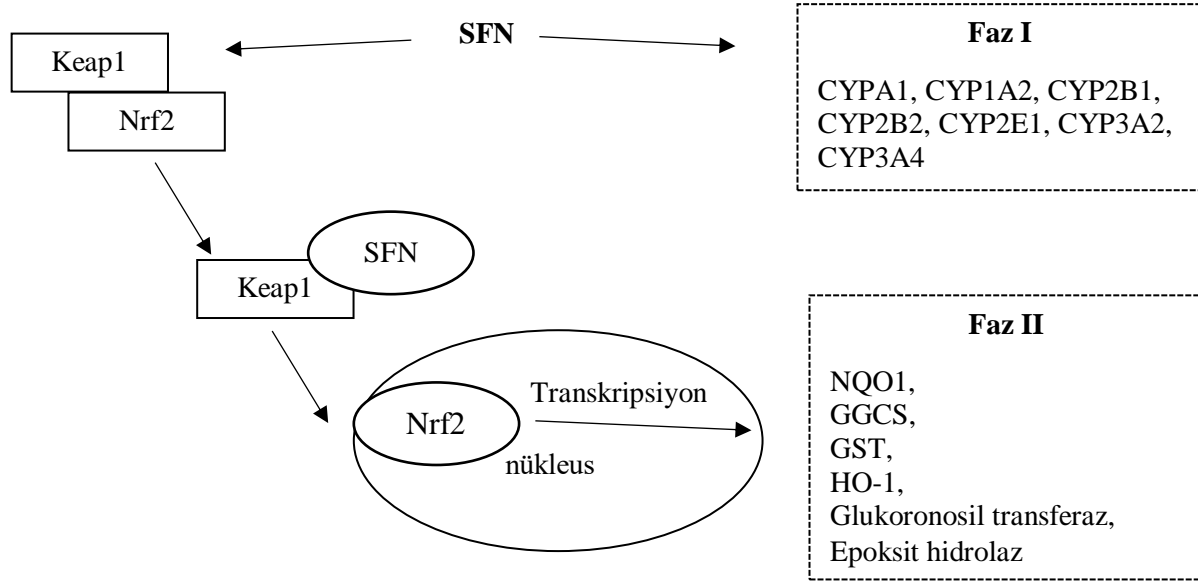 SFN
Keap1
Nrf2
Faz I
CYPA1, CYP1A2, CYP2B1,
CYP2B2, CYP2E1, CYP3A2,
CYP3A4
SFN
Keap1
Nrf2
Transkripsiyon
nükleus
Faz II
NQO1,
GGCS,
GST,
HO-1,
Glukoronosil transferaz,
Epoksit hidrolaz